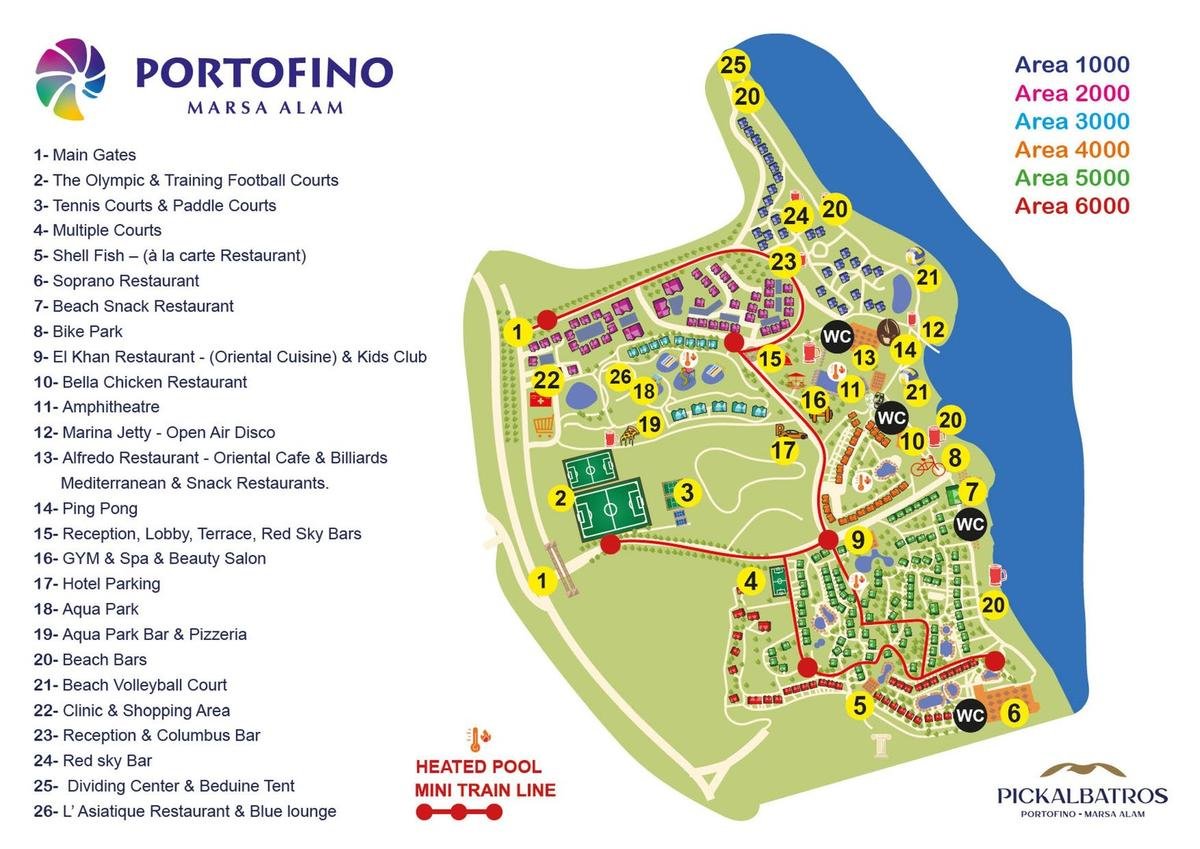 PORTOFINO
MARSA ALAM
1- Main Gates
2- The Olympic & Training Football Courts
3- Tennis Courts & Paddle Courts
4- Multiple Courts
5- Shell Fish – (à la carte Restaurant)
6- Soprano Restaurant
7- Beach Snack Restaurant
8- Bike Park
9- El Khan Restaurant - (Oriental Cuisine) & Kids Club
10- Bella Chicken Restaurant
11- Amphitheatre
12- Marina Jetty - Open Air Disco
13- Alfredo Restaurant - Oriental Cafe & Billiards
Mediterranean & Snack Restaurants.
14- Ping Pong
15- Reception, Lobby, Terrace, Red Sky Bars
16- GYM & Spa & Beauty Salon
17- Hotel Parking
18- Aqua Park
19- Aqua Park Bar & Pizzeria
20- Beach Bars
21- Beach Volleyball Court
22- Clinic & Shopping Area
23- Reception & Columbus Bar
24- Red sky Bar
25- Dividing Center & Beduine Tent
26- L' Asiatique Restaurant & Blue lounge
Area 1000
Area 2000
Area 3000
Area 4000
Area 5000
Area 6000
25
20
24
20
23
21
1
WC
12
15
13
14
22
26
18
16
11
21
19
WC
20
17
10
8
2
3
7
WC
9
1
4
20
5
WC
6
HEATED POOL
MINI TRAIN LINE
PICKALBATROS
PORTOFINO - MARSA ALAM